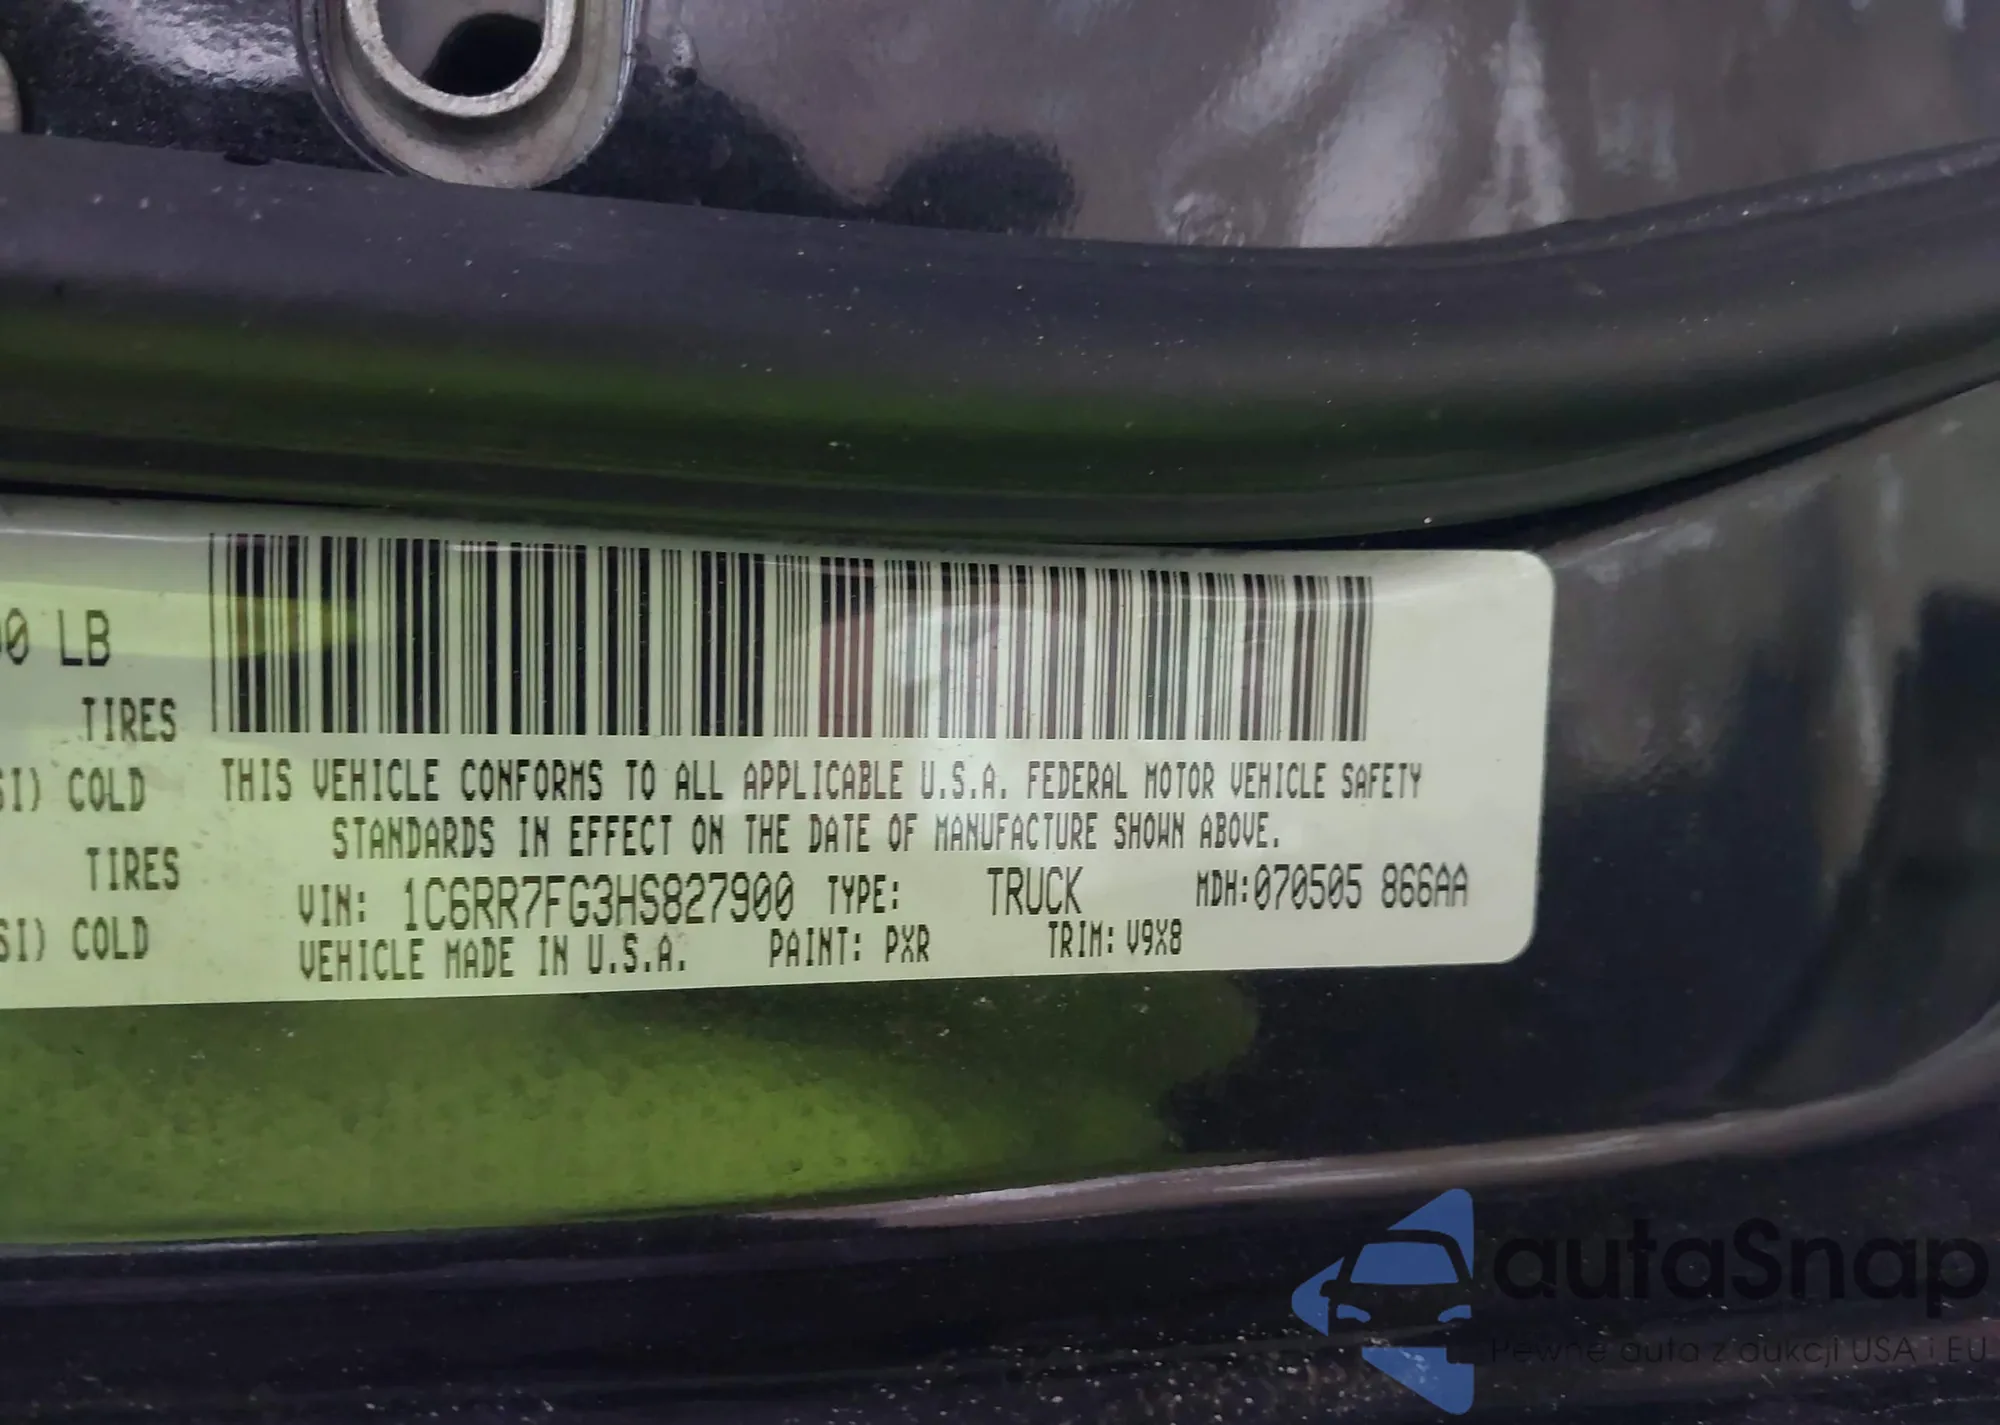 00 LB
TIRES
SI) COLD
TIRES
SI) COLD
THIS VEHICLE CONFORMS TO ALL APPLICABLE U.S.A. FEDERAL MOTOR VEHICLE SAFETY
STANDARDS IN EFFECT ON THE DATE OF MANUFACTURE SHOWN ABOVE.
VIN: 1C6RR7FG3HS827900 TYPE: TRUCK MDH:070505 866AA
VEHICLE MADE IN U.S.A. PAINT: PXR TRIM: V9X8
autaSnap
Pewne auta z aukcji USA i EU